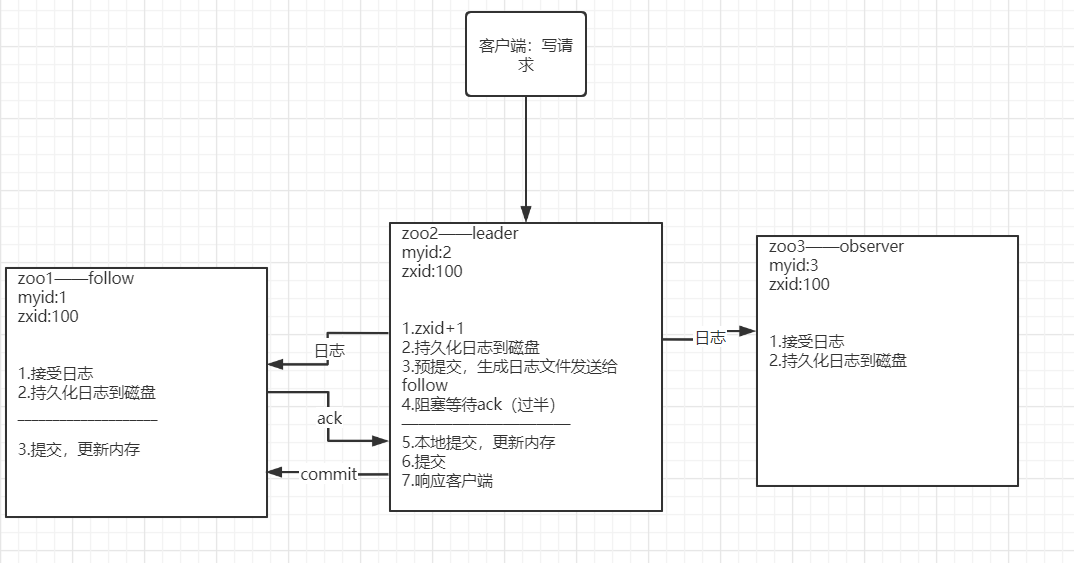 客户端：写请
求
zoo2——leader
myid:2
zxid:100
1.zxid+1
2.持久化日志到磁盘
3.预提交，生成日志文件发送给
follow
4.阻塞等待ack（过半）
————————————
5.本地提交，更新内存
6.提交
7.响应客户端
zoo1——follow
myid:1
zxid:100
1.接受日志
2.持久化日志到磁盘
——————————
3.提交，更新内存
日志
ack
commit
日志
zoo3——observer
myid:3
zxid:100
1.接受日志
2.持久化日志到磁盘